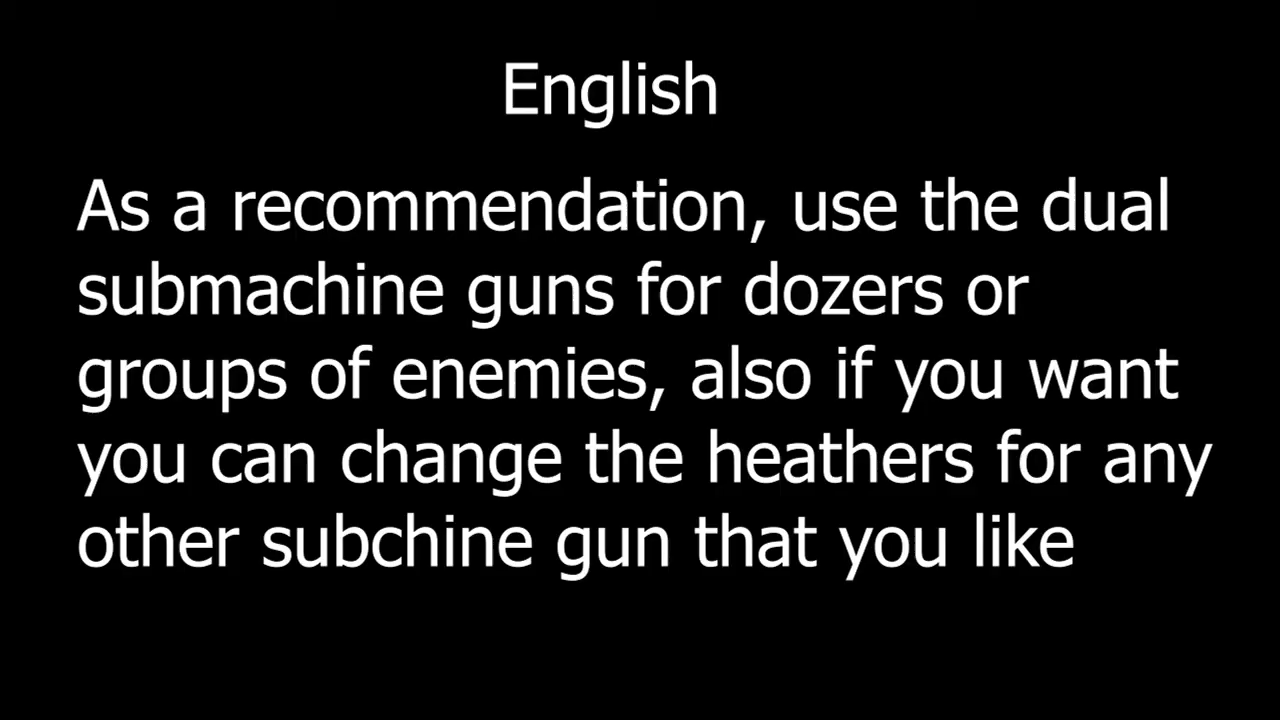 English
As a recommendation, use the dual
submachine guns for dozers or
groups of enemies, also if you want
you can change the heathers for any
other subchine gun that you like